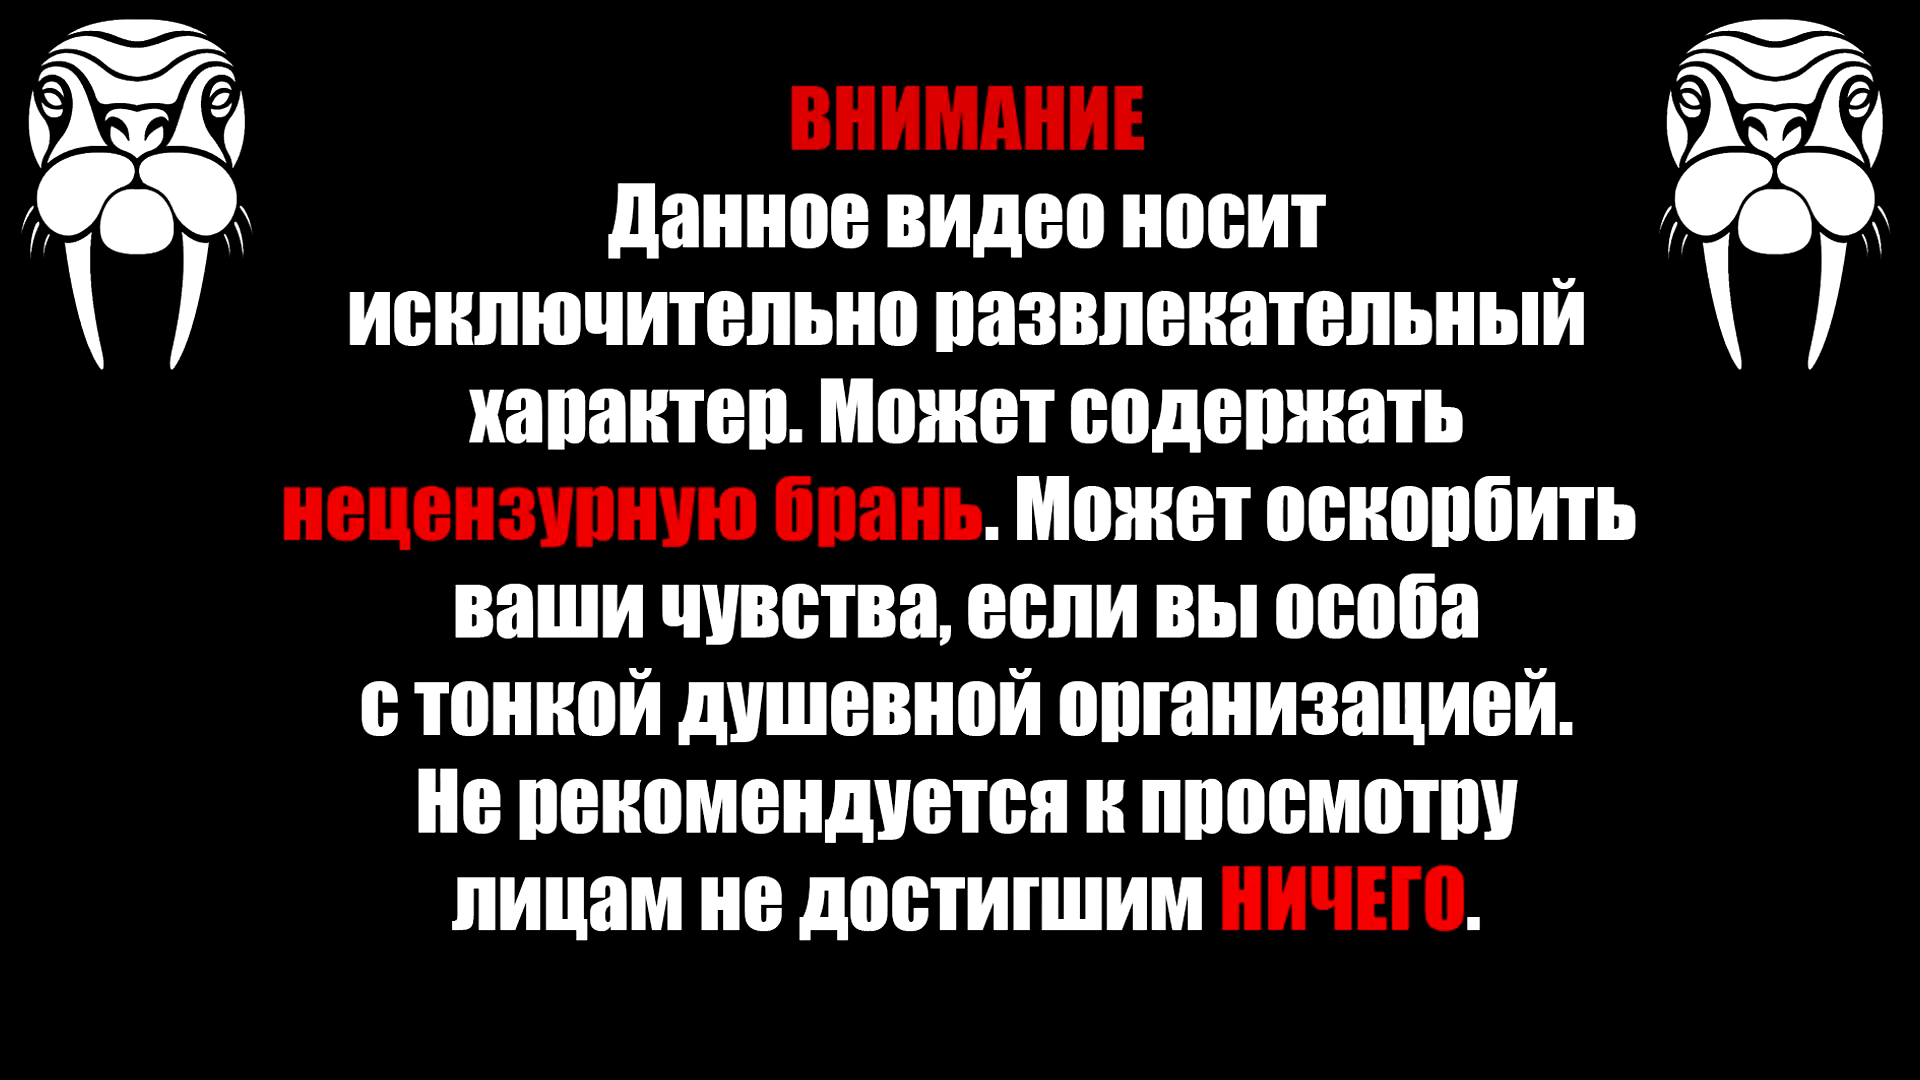 ВНИМАНИЕ
Данное видео носит
исключительно развлекательный
характер. Может содержать
нецензурную брань. Может оскорбить
ваши чувства, если вы особа
с тонкой душевной организацией.
Не рекомендуется к просмотру
лицам не достигшим НИЧЕГО.